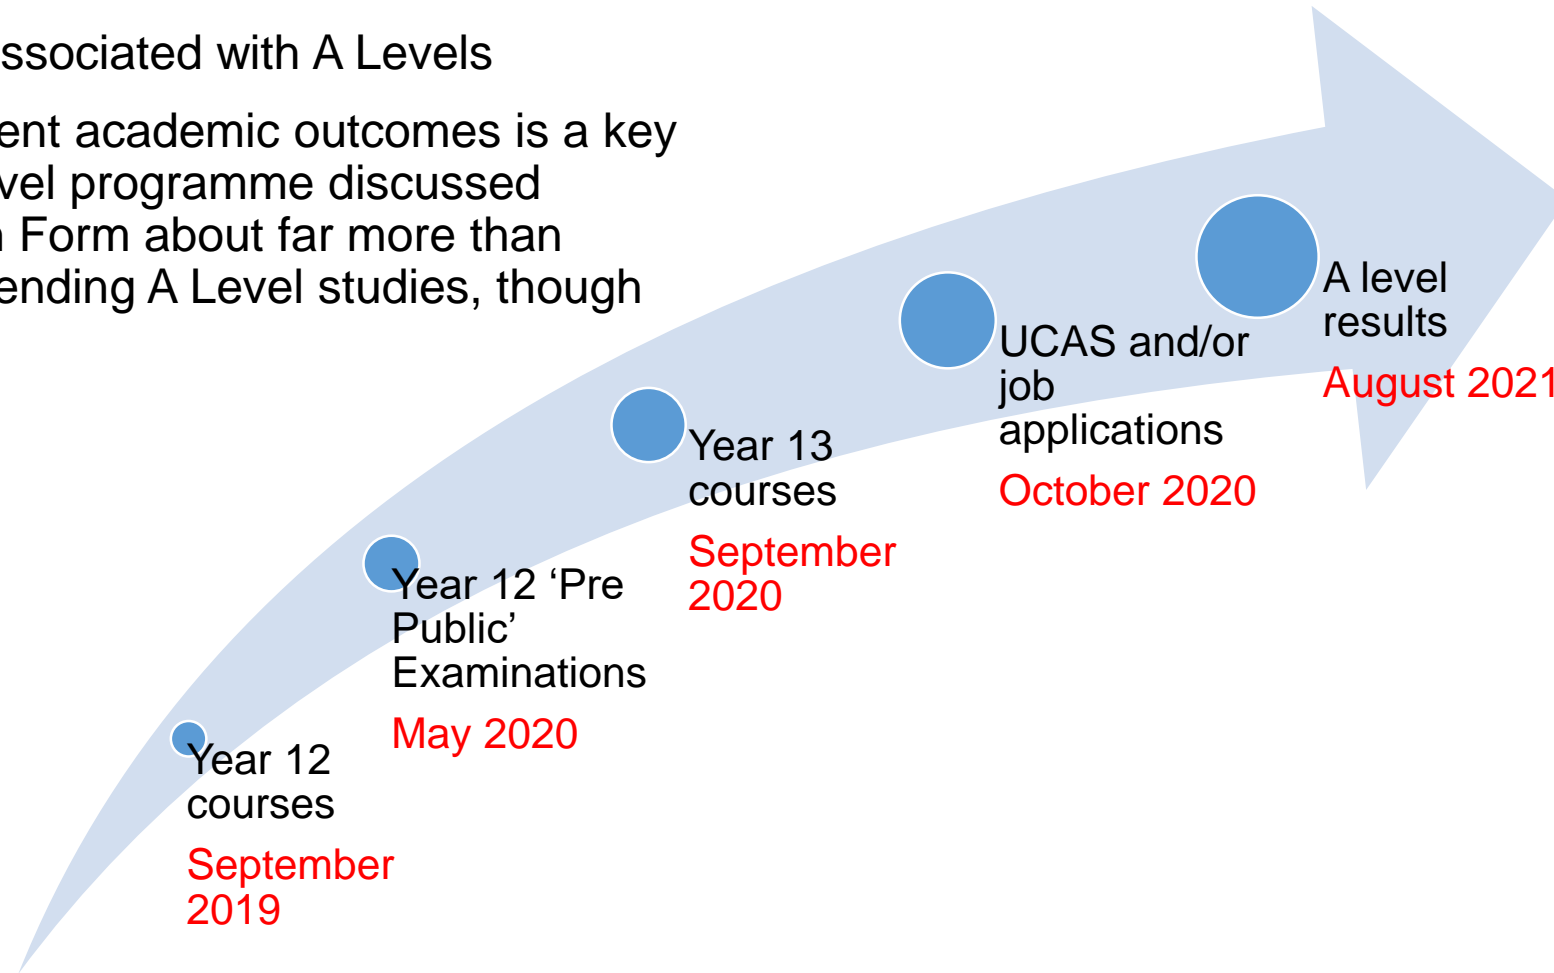 ssociated with A Levels
ent academic outcomes is a key
vel programme discussed
Form about far more than
ending A Level studies, though
A level
results
August 2021
UCAS and/or
job
applications
October 2020
Year 13
courses
September
2020
Year 12 ‘Pre
Public’
Examinations
May 2020
Year 12
courses
September
2019